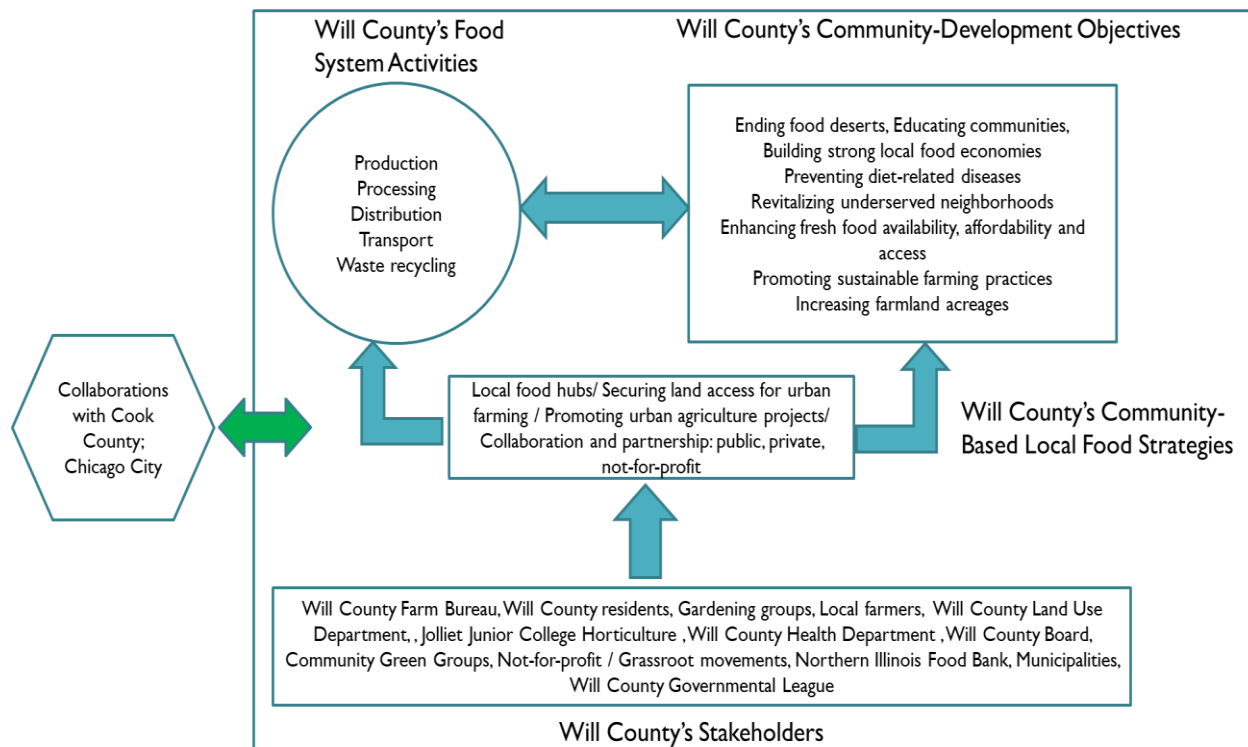 Will County's Food
System Activities
Will County's Community-Development Objectives
Production
Processing
Distribution
Transport
Waste recycling
Ending food deserts, Educating communities,
Building strong local food economies
Preventing diet-related diseases
Revitalizing underserved neighborhoods
Enhancing fresh food availability, affordability and
access
Promoting sustainable farming practices
Increasing farmland acreages
Collaborations
with Cook
County;
Chicago City
Local food hubs/ Securing land access for urban
farming / Promoting urban agriculture projects/
Collaboration and partnership: public, private,
not-for-profit
Will County's Community-
Based Local Food Strategies
Will County Farm Bureau, Will County residents, Gardening groups, Local farmers, Will County Land Use
Department, , Jolliet Junior College Horticulture , Will County Health Department , Will County Board,
Community Green Groups, Not-for-profit / Grassroot movements, Northern Illinois Food Bank, Municipalities,
Will County Governmental League
Will County's Stakeholders